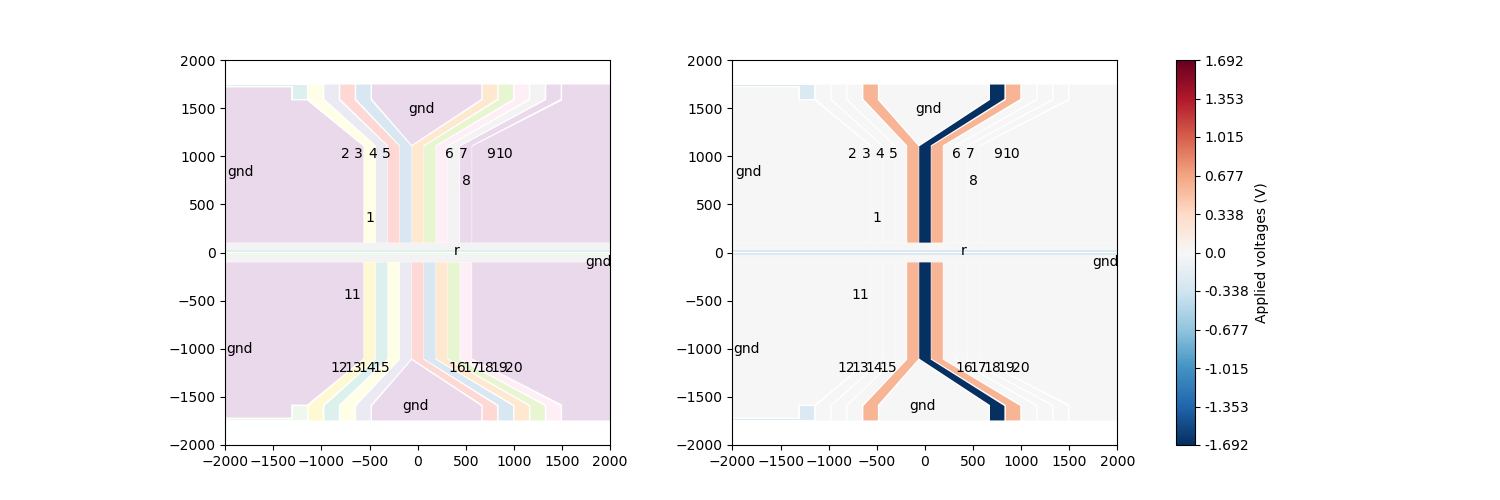 2000
1500
1000
500
0
−500
−1000
−1500
−2000
−2000 −1500 −1000 −500 0 500 1000 1500 2000
gnd
gnd
2 3 4 5 6 7 9 10
8
1
r
gnd
11
gnd
12 13 14 15 16 17 18 19 20
gnd
2000
1500
1000
500
0
−500
−1000
−1500
−2000
−2000 −1500 −1000 −500 0 500 1000 1500 2000
gnd
gnd
2 3 4 5 6 7 9 10
8
1
r
gnd
11
gnd
12 13 14 15 16 17 18 19 20
gnd
1.692
1.353
1.015
0.677
0.338
0.0
-0.338
-0.677
-1.015
-1.353
-1.692
Applied voltages (V)